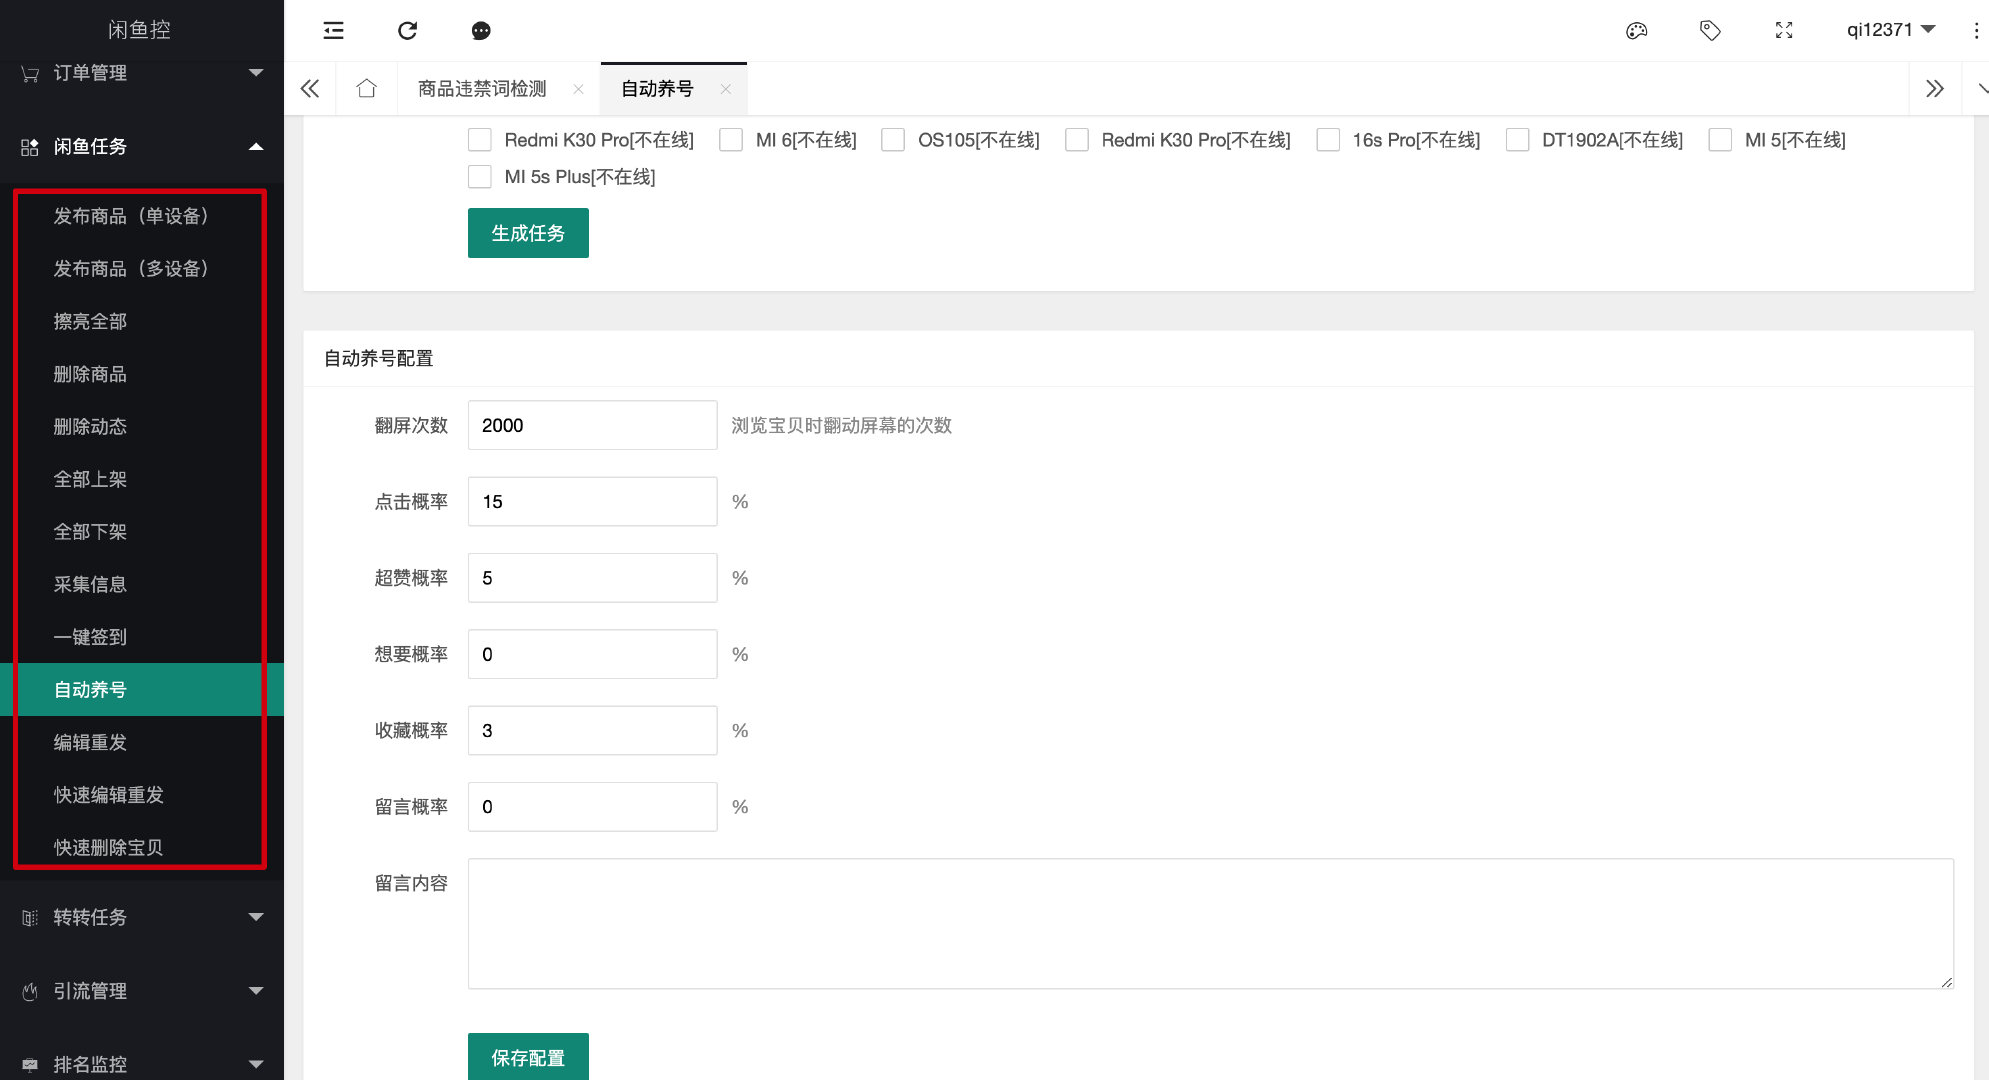 闲鱼控
订单管理
闲鱼任务
发布商品（单设备）
发布商品（多设备）
擦亮全部
删除商品
删除动态
全部上架
全部下架
采集信息
一键签到
自动养号
编辑重发
快速编辑重发
快速删除宝贝
转转任务
引流管理
排名监控
qi12371
商品违禁词检测
自动养号
Redmi K30 Pro[不在线] MI 6[不在线] OS105[不在线] Redmi K30 Pro[不在线] 16s Pro[不在线] DT1902A[不在线] MI 5[不在线]
MI 5s Plus[不在线]
生成任务
自动养号配置
翻屏次数 2000 浏览宝贝时翻动屏幕的次数
点击概率 15 %
超赞概率 5 %
想要概率 0 %
收藏概率 3 %
留言概率 0 %
留言内容
保存配置